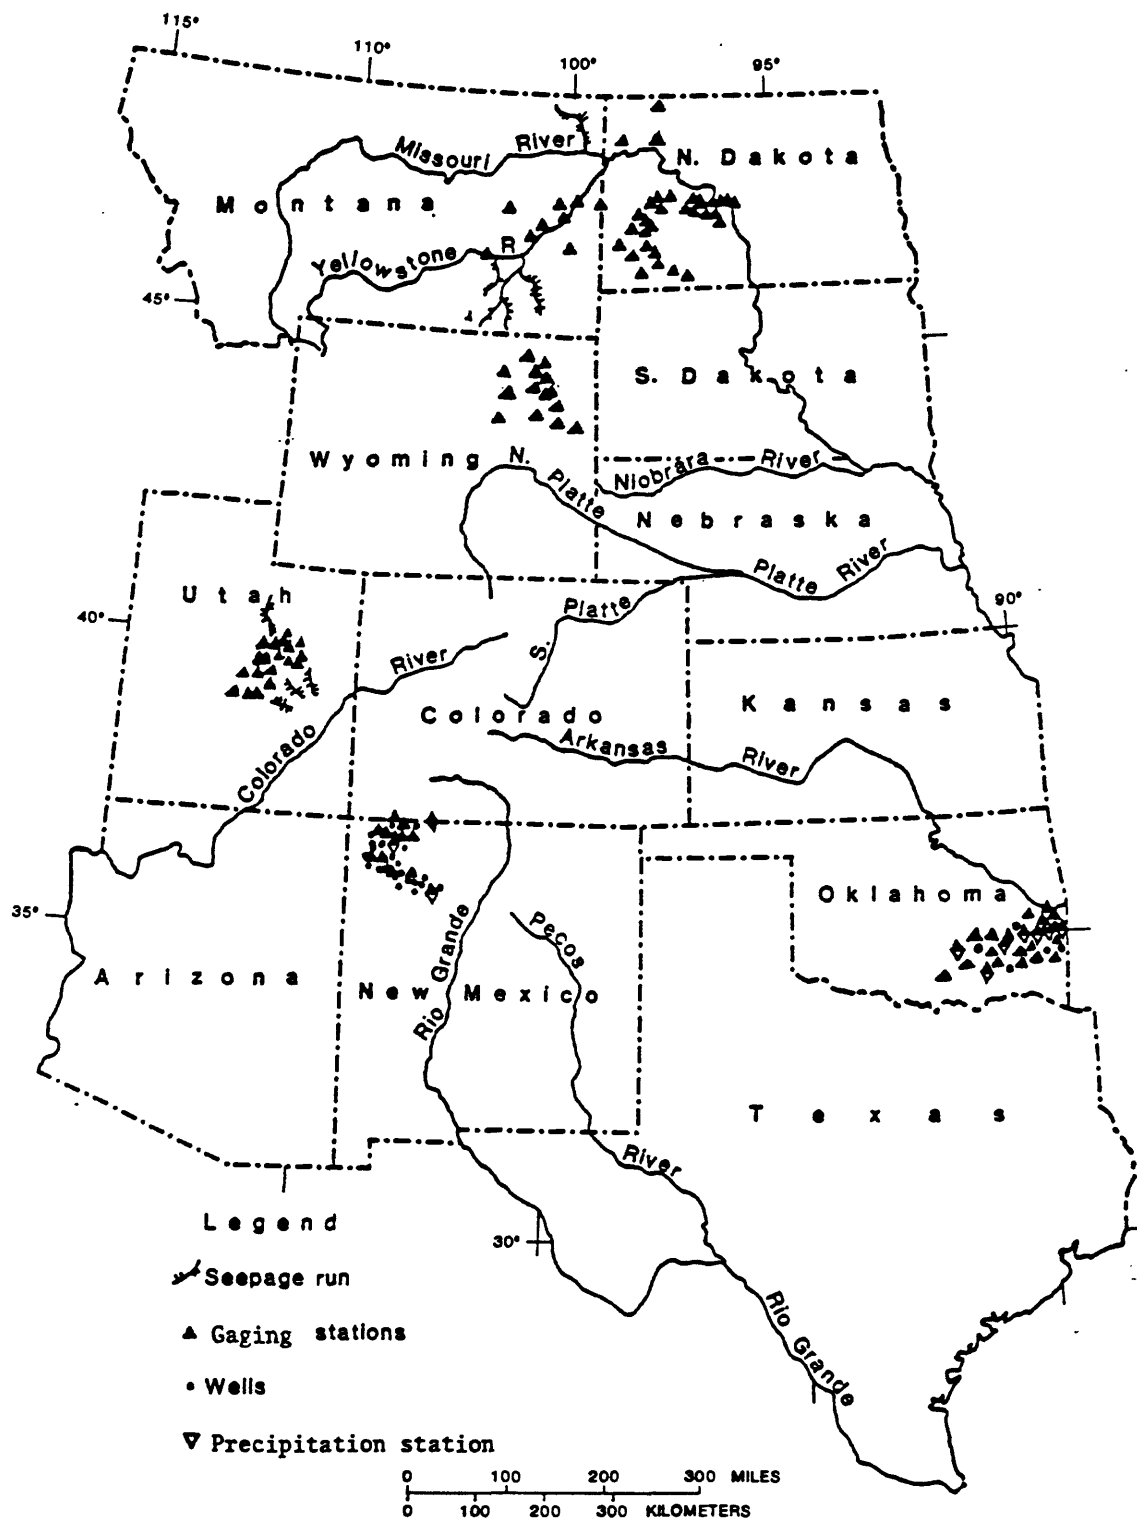 115°
110°
100°
95°
Missouri River
N. Dakota
Montana
Yellowstone R
45°
S. Dakota
Wyoming
N. Platte
Niobrara River
Nebraska
Platte River
Utah
40°
90°
S. Platte
River
Colorado
Kansas
Colorado
Arkansas River
Oklahoma
35°
Pecos
Arizona
New Mexico
Rio Grande
Texas
River
Legend
30°
Seepage run
Rio Grande
Gaging stations
Wells
Precipitation station
0 100 200 300 MILES
0 100 200 300 KILOMETERS